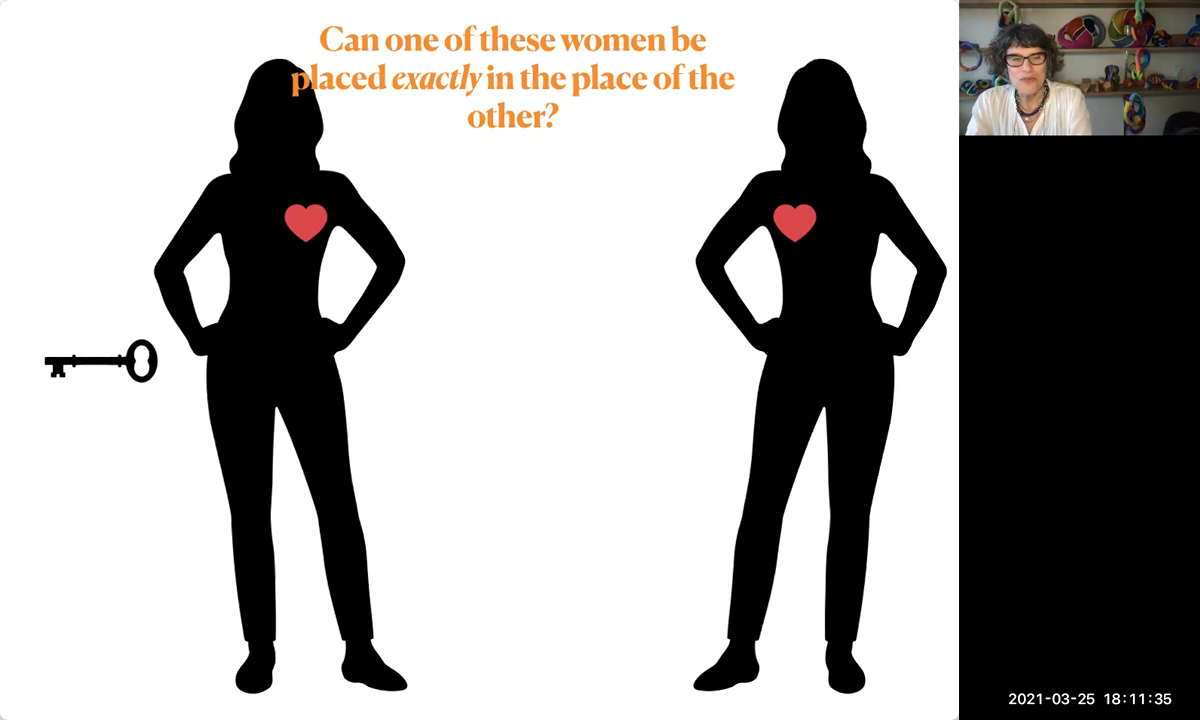 Can one of these women be
placed exactly in the place of the
other?
2021-03-25 18:11:35